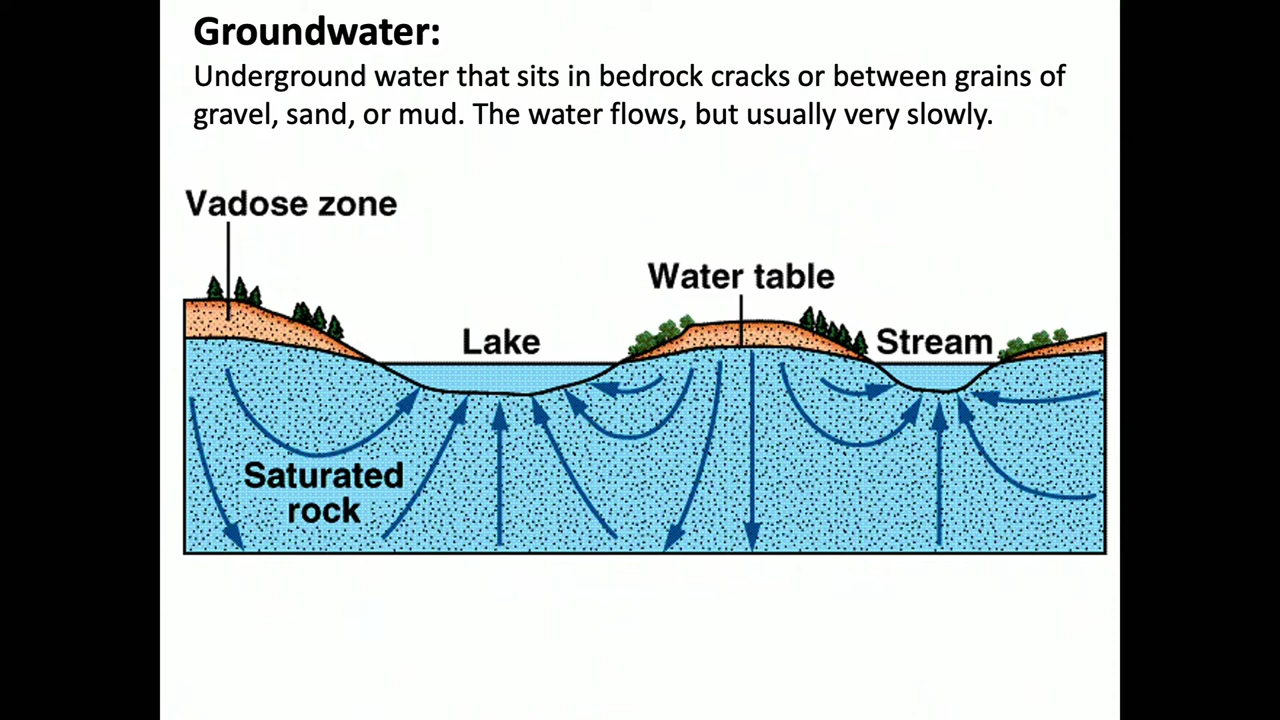 Groundwater:
Underground water that sits in bedrock cracks or between grains of
gravel, sand, or mud. The water flows, but usually very slowly.
Vadose zone
Water table
Lake
Stream
Saturated
rock